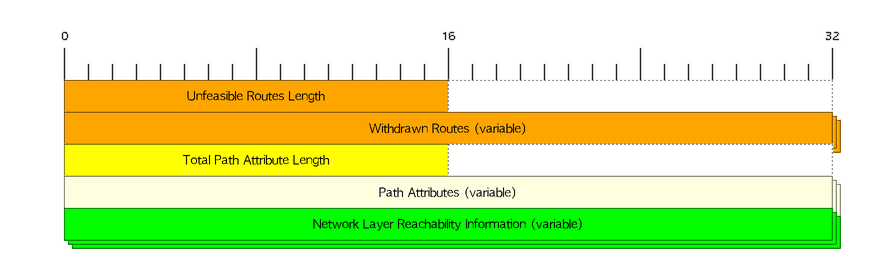 0 16 32
Unfeasible Routes Length
Withdrawn Routes (variable)
Total Path Attribute Length
Path Attributes (variable)
Network Layer Reachability Information (variable)